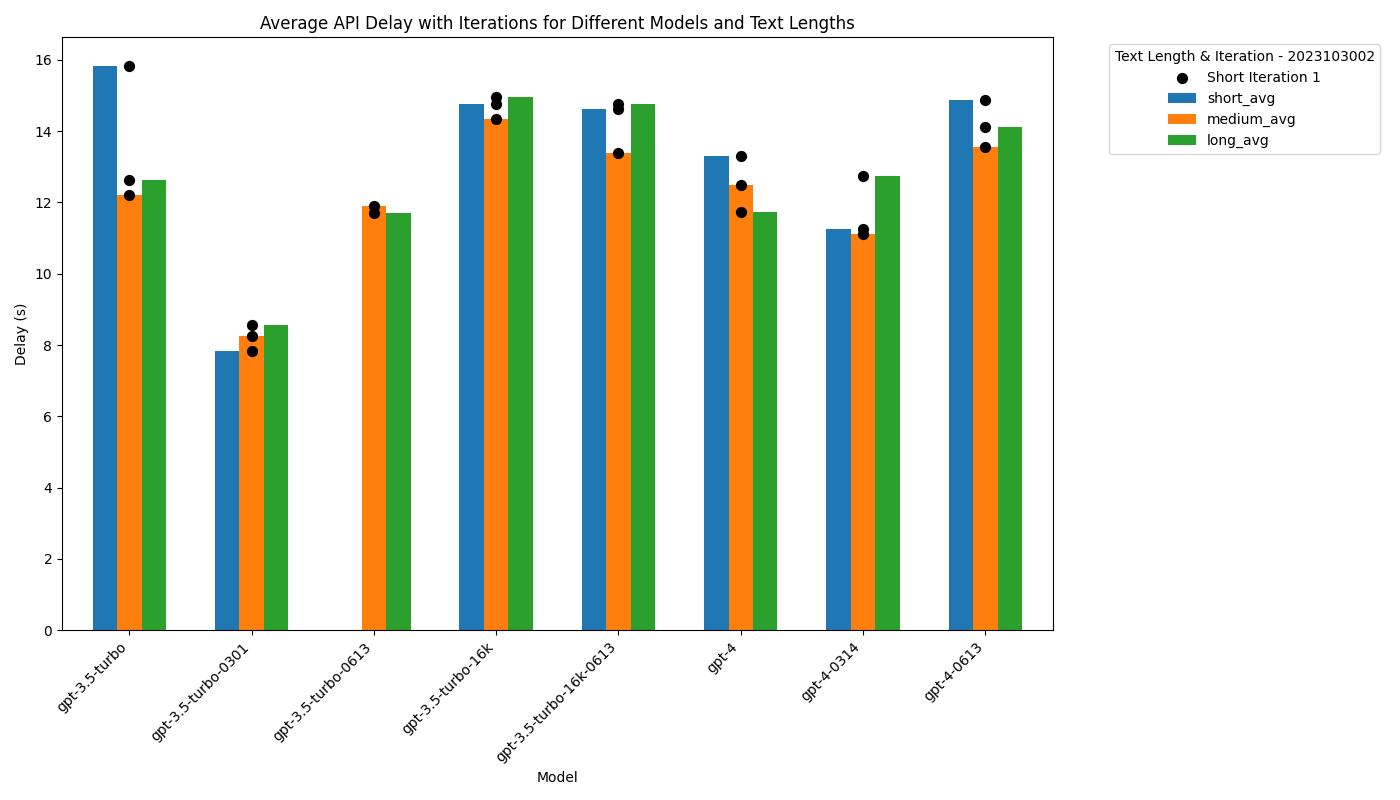 Average API Delay with Iterations for Different Models and Text Lengths
Text Length & Iteration - 2023103002
Short Iteration 1
short_avg
medium_avg
long_avg
Delay (s)
16
14
12
10
8
6
4
2
0
gpt-3.5-turbo
gpt-3.5-turbo-0301
gpt-3.5-turbo-0613
gpt-3.5-turbo-16k
gpt-3.5-turbo-16k-0613
gpt-4
gpt-4-0314
gpt-4-0613
Model